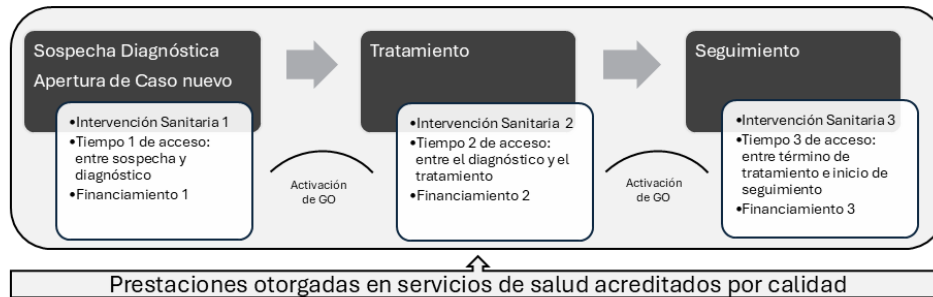 Sospecha Diagnóstica
Apertura de Caso nuevo
•Intervención Sanitaria 1
•Tiempo 1 de acceso:
entre sospecha y
diagnóstico
•Financiamiento 1
Activación
de GO
Tratamiento
•Intervención Sanitaria 2
•Tiempo 2 de acceso:
entre el diagnóstico y el
tratamiento
•Financiamiento 2
Activación
de GO
Seguimiento
•Intervención Sanitaria 3
•Tiempo 3 de acceso:
entre término de
tratamiento e inicio de
seguimiento
•Financiamiento 3
Prestaciones otorgadas en servicios de salud acreditados por calidad